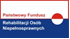 Państwowy Fundusz
Rehabilitacji Osób
Niepełnosprawnych